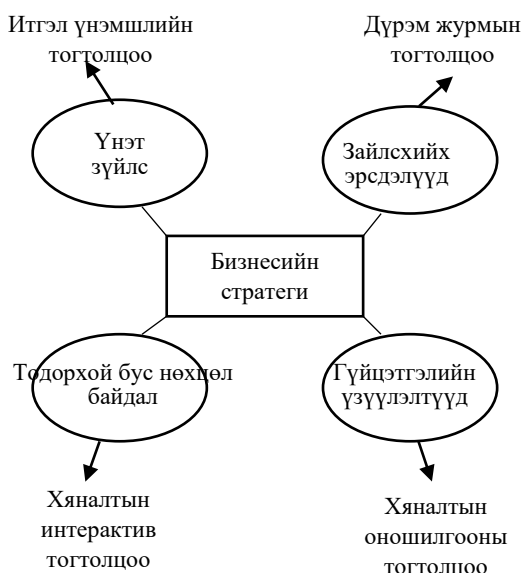 Итгэл үнэмшлийн
тогтолцоо
Дүрэм журмын
тогтолцоо
Үнэт
зүйлс
Зайлсхийх
эрсдэлүүд
Бизнесийн
стратеги
Тодорхой бус нөхцөл
байдал
Гүйцэтгэлийн
үзүүлэлтүүд
Хяналтын
интерактив
тогтолцоо
Хяналтын
оношилгооны
тогтолцоо